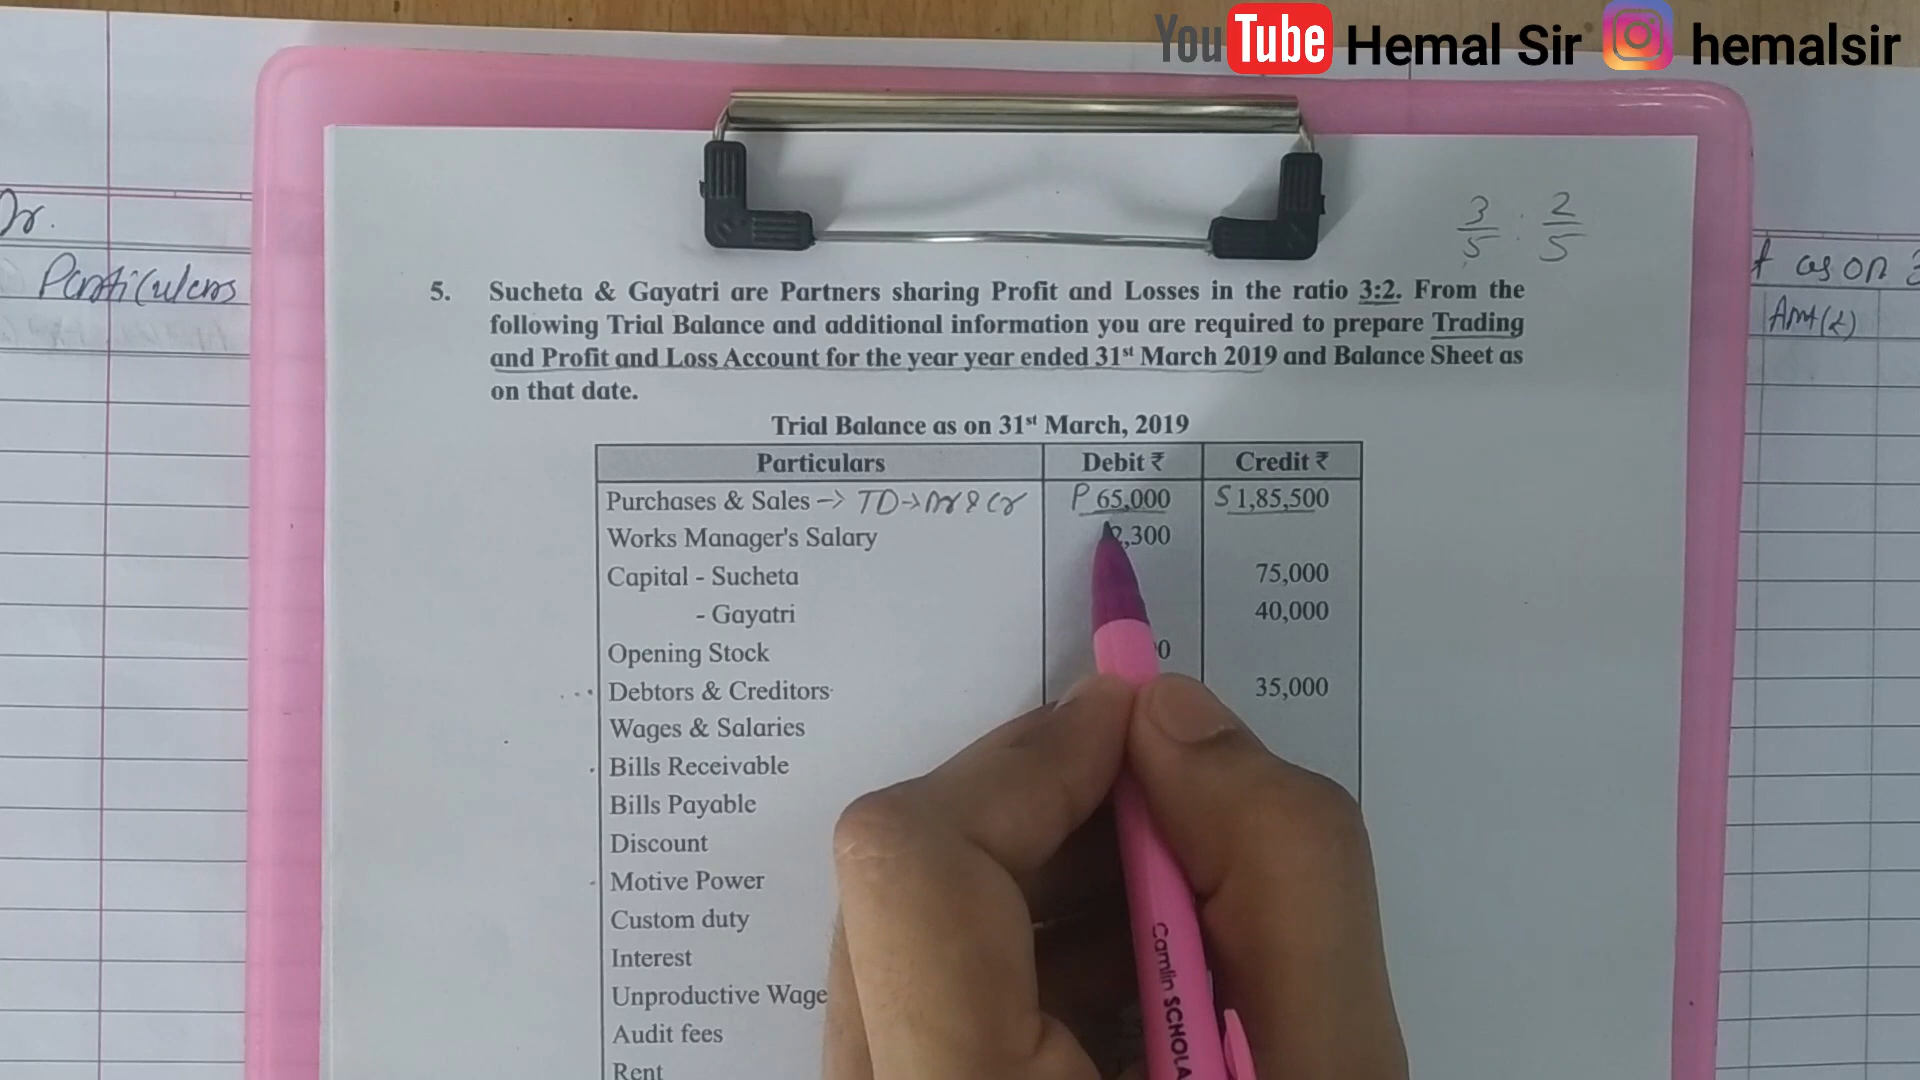 YouTube Hemal Sir hemalsir
Dr.
Particulars
3/5 : 2/5
as on
Amt(₹)
5. Sucheta & Gayatri are Partners sharing Profit and Losses in the ratio 3:2. From the
following Trial Balance and additional information you are required to prepare Trading
and Profit and Loss Account for the year year ended 31st March 2019 and Balance Sheet as
on that date.
Trial Balance as on 31st March, 2019
Particulars Debit ₹ Credit ₹
Purchases & Sales -> TD->Dr & Cr P 65,000 S 1,85,500
Works Manager's Salary 2,300
Capital - Sucheta 75,000
- Gayatri 40,000
Opening Stock
Debtors & Creditors 35,000
Wages & Salaries
Bills Receivable
Bills Payable
Discount
Motive Power
Custom duty
Interest
Unproductive Wage
Audit fees
Rent
Camlin SCHOLA